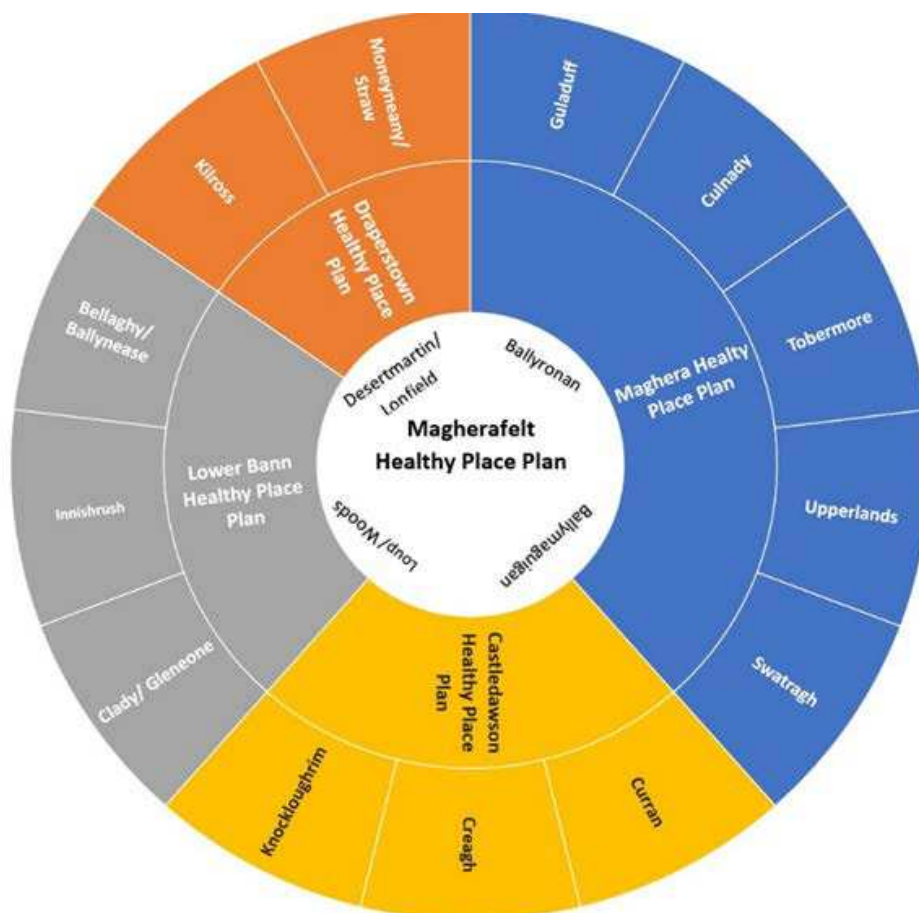 Moneyneany/
Straw
Kilross
Draperstown
Healthy Place
Plan
Guladuff
Culnady
Tobermore
Upperlands
Swatragh
Maghera Healty
Place Plan
Bellaghy/
Ballynease
Innishrush
Clady/ Gleneone
Lower Bann
Healthy Place
Plan
Desertmartin/
Lonfield
Ballyronan
Magherafelt
Healthy Place Plan
Loup/Woods
Ballymaguigan
Castledawson
Healthy Place
Plan
Knockloughrim
Creagh
Curran